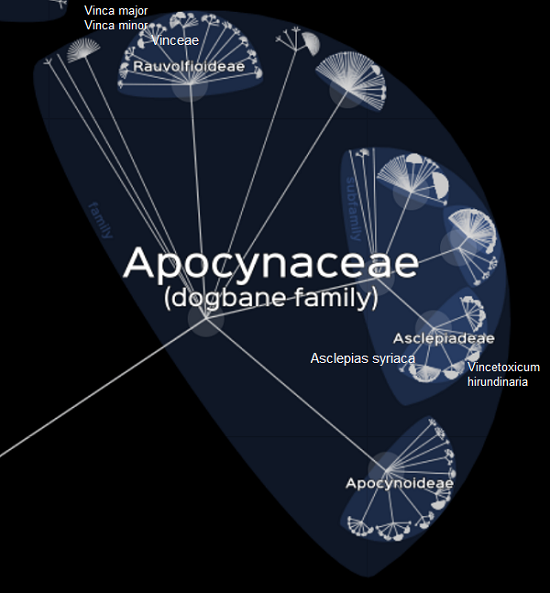 Vinca major
Vinca minor
Vinceae
Rauvolfioideae
family
subfamily
Apocynaceae
(dogbane family)
Asclepiadeae
Asclepias syriaca
Vincetoxicum
hirundinaria
Apocynoideae